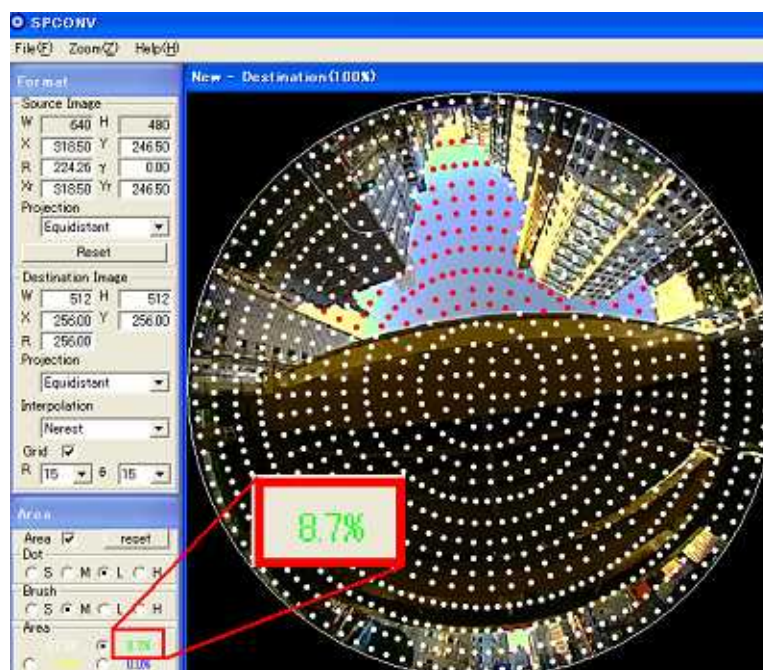 SPCONV
File(F) Zoom(Z) Help(H)
Format
Source Image
W 640 H 480
X 318.50 Y 246.50
R 224.26 γ 0.00
Xr 318.50 Yr 246.50
Projection
Equidistant
Reset
Destination Image
W 512 H 512
X 256.00 Y 256.00
R 256.00
Projection
Equidistant
Interpolation
Nerest
Grid
R 15 θ 15
Area
Area reset
Dot
S M L H
Brush
S M L H
Area
8.7%
0.0%
New - Destination(100%)
8.7%